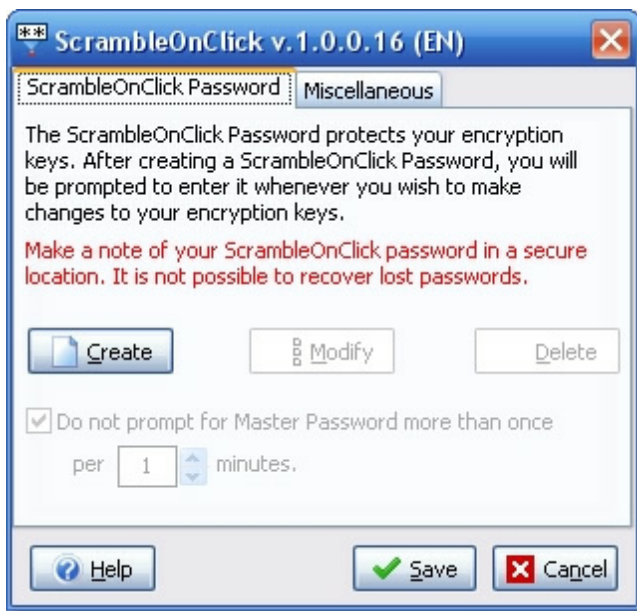 ScrambleOnClick v.1.0.0.16 (EN)
ScrambleOnClick Password Miscellaneous
The ScrambleOnClick Password protects your encryption
keys. After creating a ScrambleOnClick Password, you will
be prompted to enter it whenever you wish to make
changes to your encryption keys.
Make a note of your ScrambleOnClick password in a secure
location. It is not possible to recover lost passwords.
Create Modify Delete
Do not prompt for Master Password more than once
per 1 minutes.
Help Save Cancel